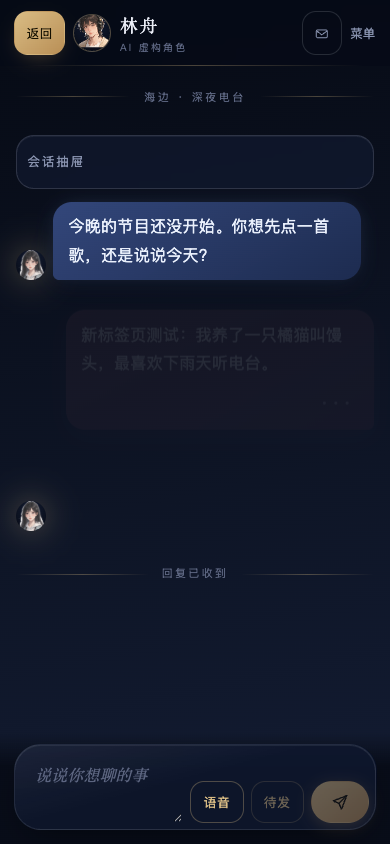 返回
林舟
AI 虚构角色
菜单
海边 · 深夜电台
会话抽屉
今晚的节目还没开始。你想先点一首
歌，还是说说今天？
新标签页测试：我养了一只橘猫叫馒
头，最喜欢下雨天听电台。
...
回复已收到
说说你想聊的事
语音
待发